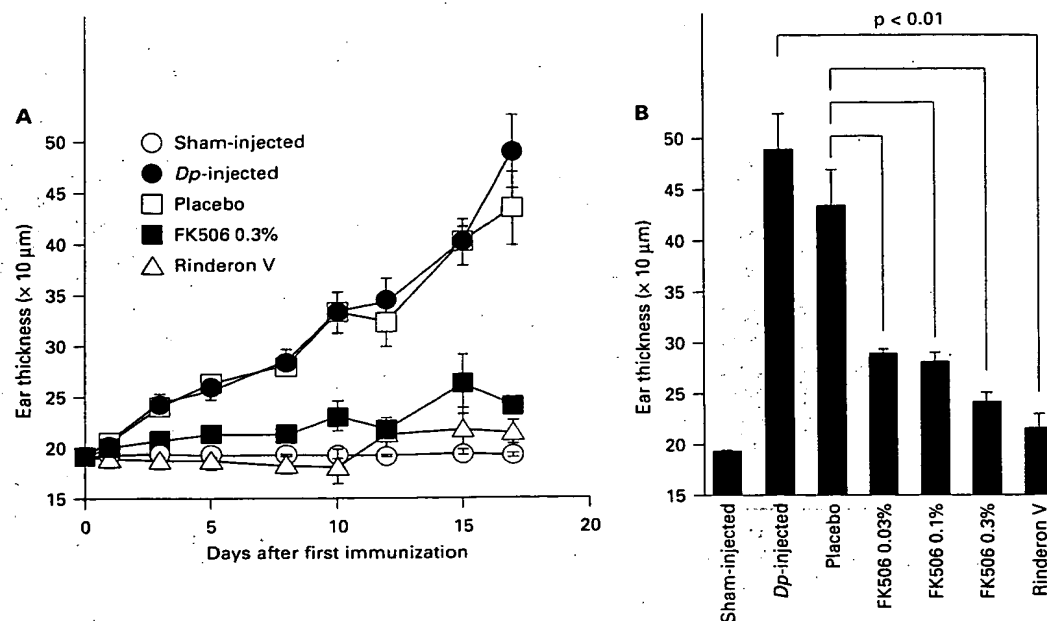 A
Ear thickness (× 10 µm)
50
45
40
35
30
25
20
15
Sham-injected
Dp-injected
Placebo
FK506 0.3%
Rinderon V
0
5
10
15
20
Days after first immunization
B
p < 0.01
Ear thickness (× 10 µm)
50
45
40
35
30
25
20
15
Sham-injected
Dp-injected
Placebo
FK506 0.03%
FK506 0.1%
FK506 0.3%
Rinderon V